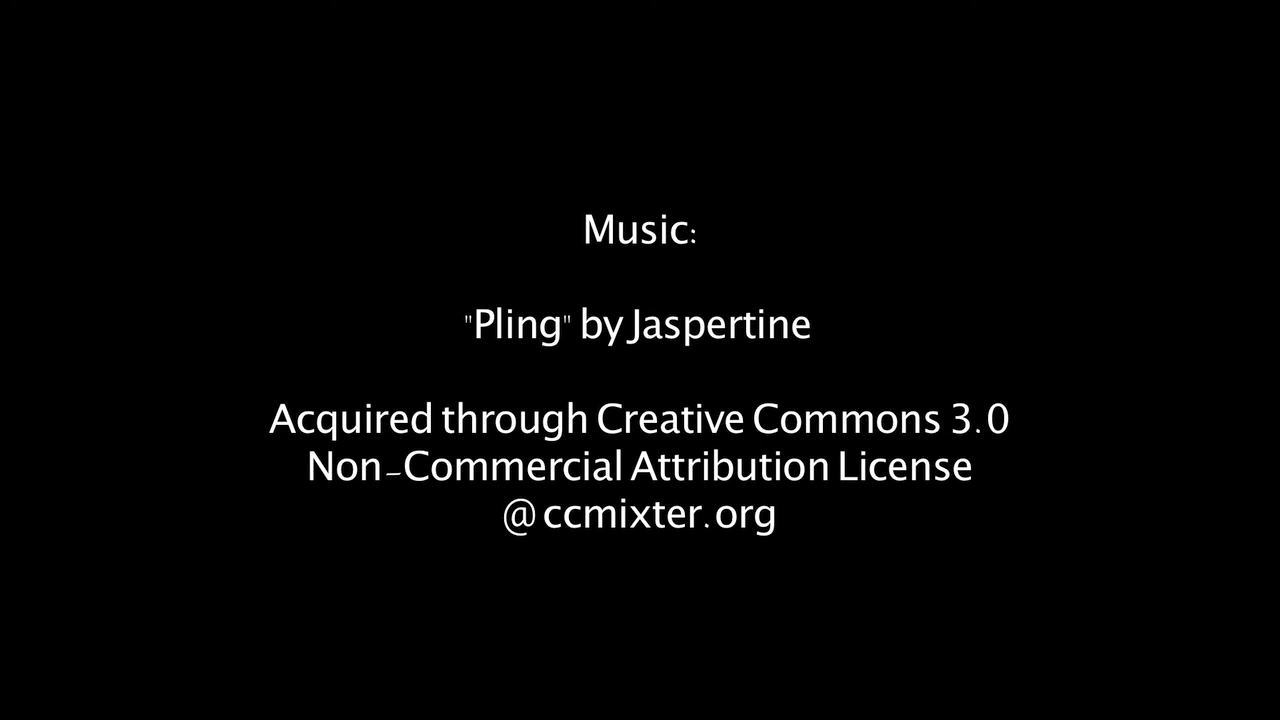 Music:
"Pling" by Jaspertine
Acquired through Creative Commons 3.0
Non-Commercial Attribution License
@ccmixter.org